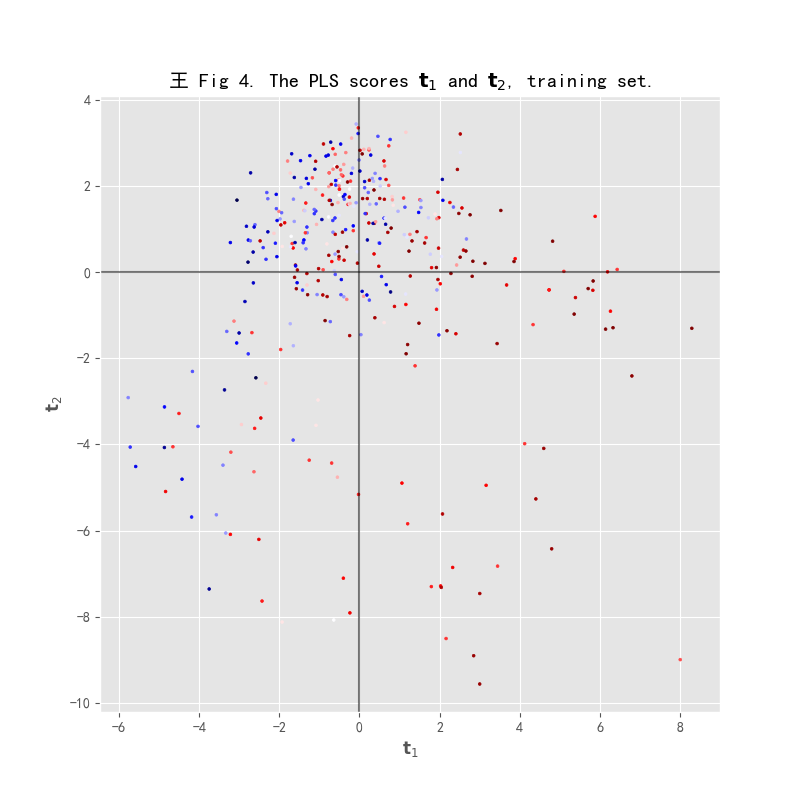 王 Fig 4. The PLS scores t₁ and t₂, training set.
4
2
0
−2
−4
−6
−8
−10
t₂
−6 −4 −2 0 2 4 6 8
t₁